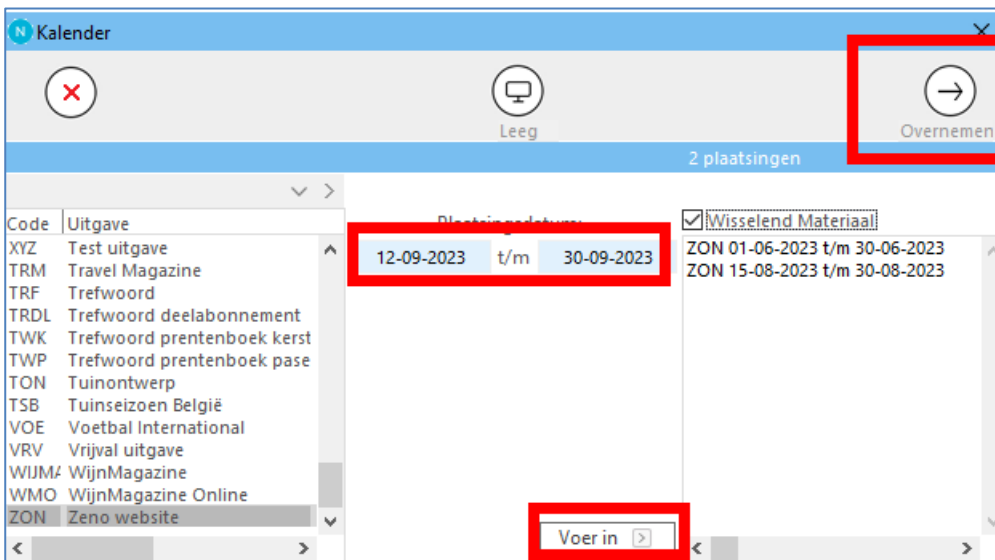 N Kalender
Leeg
Overnemen
2 plaatsingen
Code Uitgave
XYZ Test uitgave
TRM Travel Magazine
TRF Trefwoord
TRDL Trefwoord deelabonnement
TWK Trefwoord prentenboek kerst
TWP Trefwoord prentenboek pase
TON Tuinontwerp
TSB Tuinseizoen België
VOE Voetbal International
VRV Vrijval uitgave
WIJMA WijnMagazine
WMO WijnMagazine Online
ZON Zeno website
Plaatsingsdatum:
12-09-2023 t/m 30-09-2023
Voer in
Wisselend Materiaal
ZON 01-06-2023 t/m 30-06-2023
ZON 15-08-2023 t/m 30-08-2023